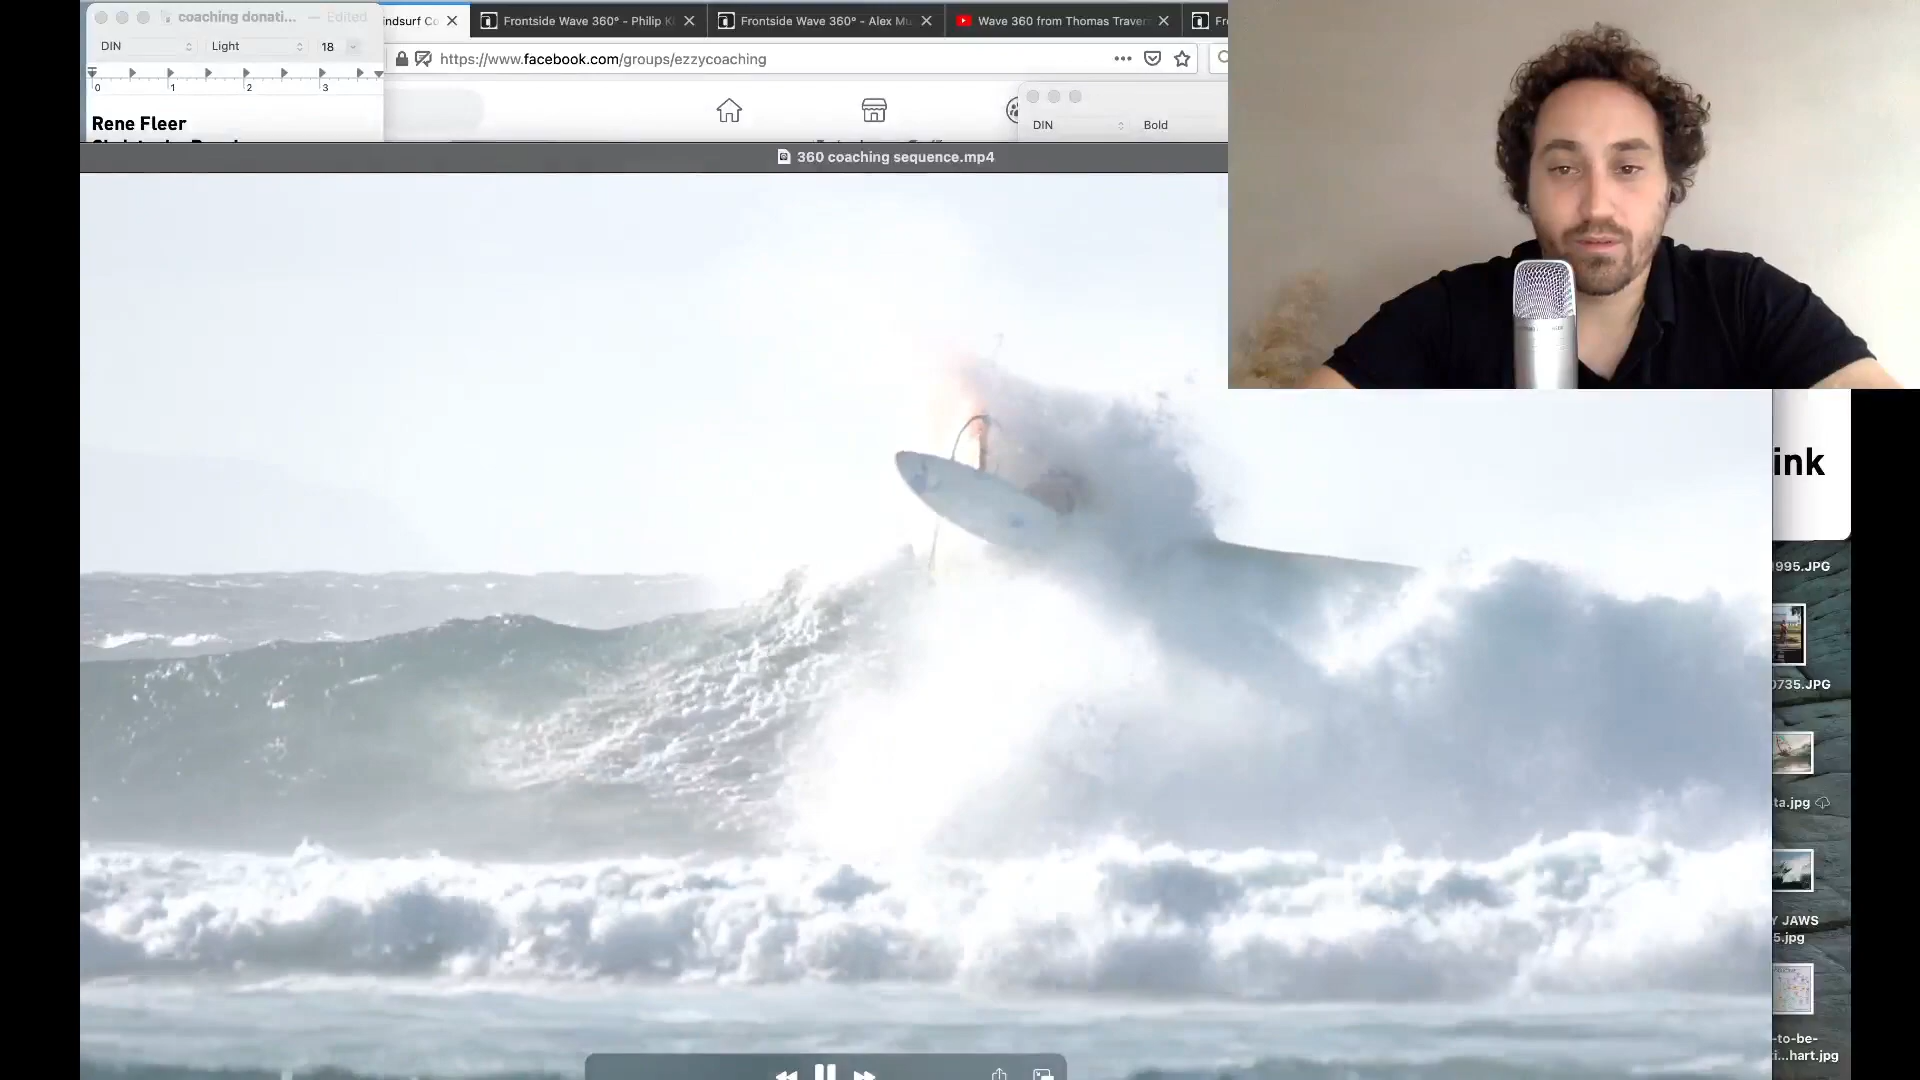 coaching donati... — Edited
DIN Light 18
0 1 2 3
Rene Fleer
indsurf Co
Frontside Wave 360° - Philip K
Frontside Wave 360° - Alex Mu
Wave 360 from Thomas Traver
Fr
https://www.facebook.com/groups/ezzycoaching
DIN Bold
360 coaching sequence.mp4
ink
995.JPG
0735.JPG
ta.jpg
Y JAWS
5.jpg
-to-be-
i...hart.jpg